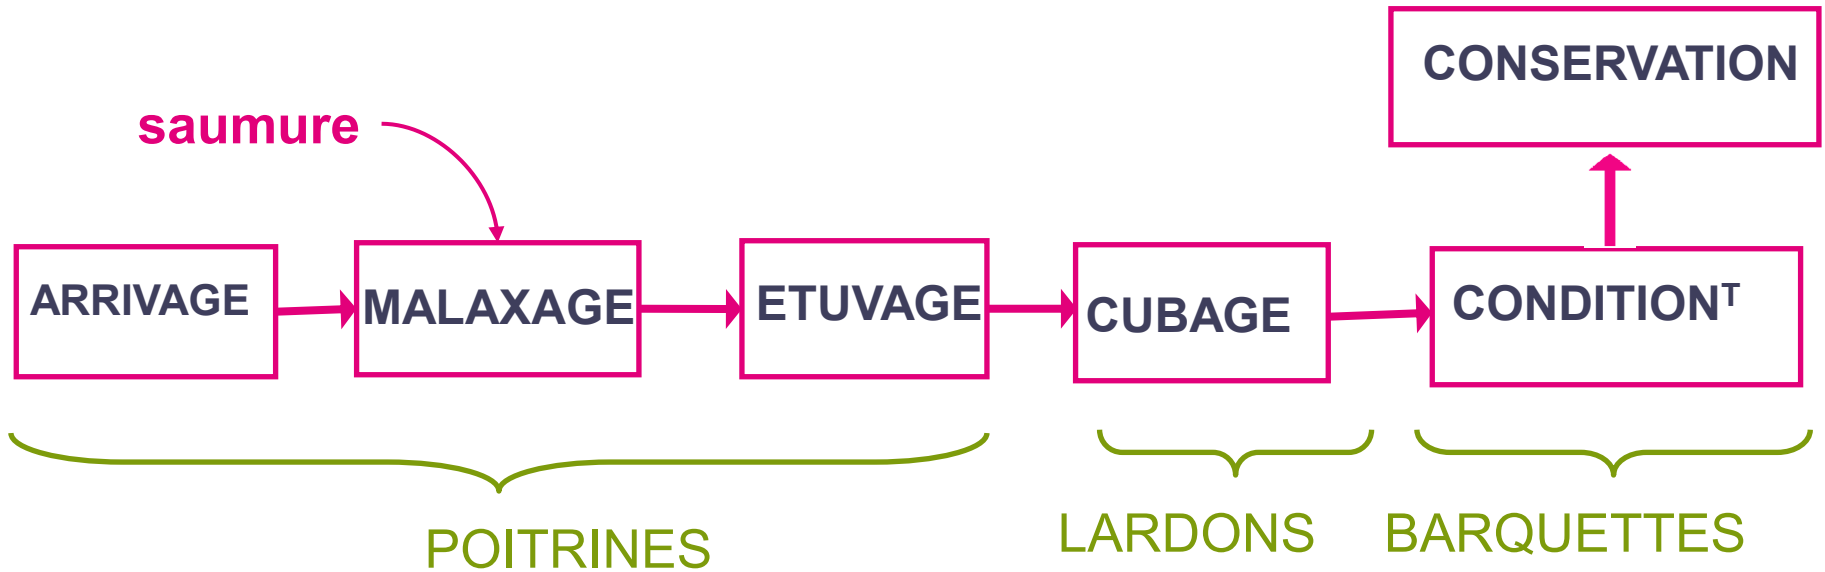 CONSERVATION
saumure
ARRIVAGE
MALAXAGE
ETUVAGE
CUBAGE
CONDITIONᵀ
POITRINES
LARDONS
BARQUETTES